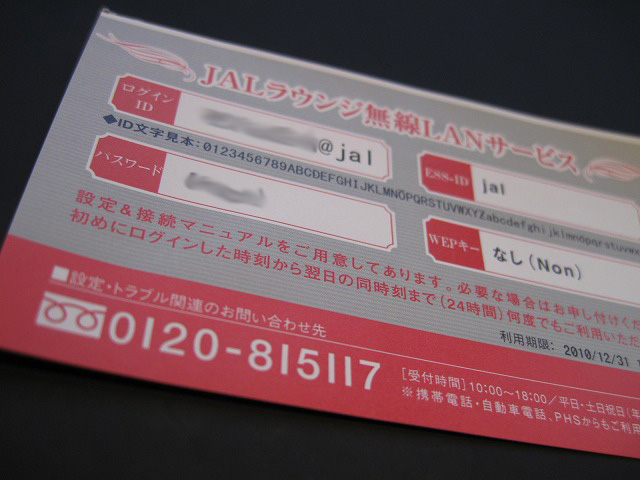 JALラウンジ無線LANサービス
ログインID
@jal
ESS-ID
jal
◆ID文字見本:0123456789ABCDEFGHIJKLMNOPQRSTUVWXYZabcdefghijklmnopqrstu
パスワード
WEPキー
なし(Non)
設定&接続マニュアルをご用意してあります。必要な場合はお申し付けくだ
初めにログインした時刻から翌日の同時刻まで(24時間)何度でもご利用いただ
利用期限: 2010/12/31
■設定・トラブル関連のお問い合わせ先
0120-815117
[受付時間]10:00～18:00/平日・土日祝日(年
※携帯電話・自動車電話、PHSからもご利用